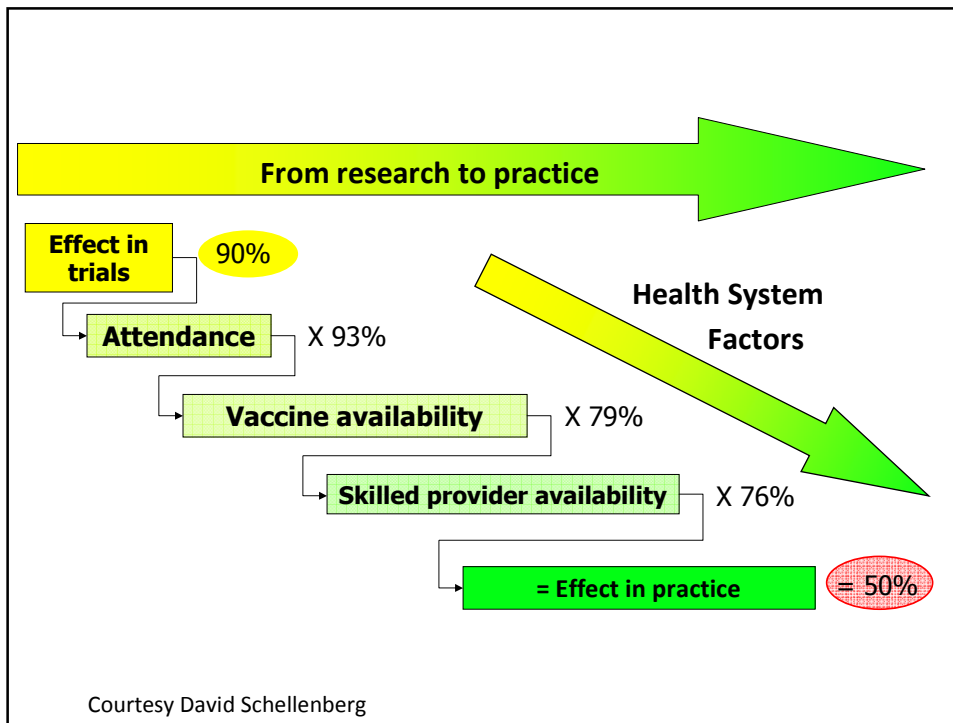 From research to practice
Effect in
trials
90%
Health System
Factors
Attendance
X 93%
Vaccine availability
X 79%
Skilled provider availability
X 76%
= Effect in practice
= 50%
Courtesy David Schellenberg